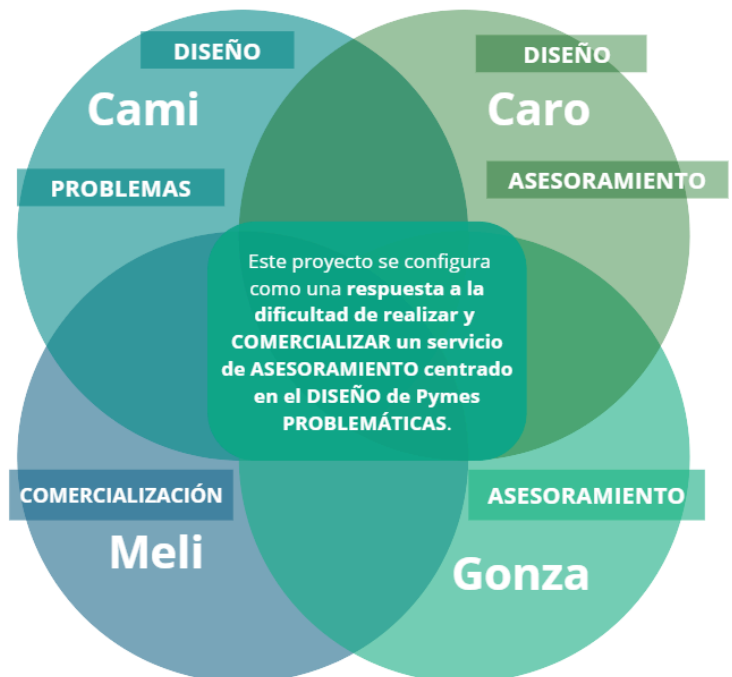 DISEÑO
Cami
PROBLEMAS
DISEÑO
Caro
ASESORAMIENTO
Este proyecto se configura
como una respuesta a la
dificultad de realizar y
COMERCIALIZAR un servicio
de ASESORAMIENTO centrado
en el DISEÑO de Pymes
PROBLEMÁTICAS.
COMERCIALIZACIÓN
Meli
ASESORAMIENTO
Gonza